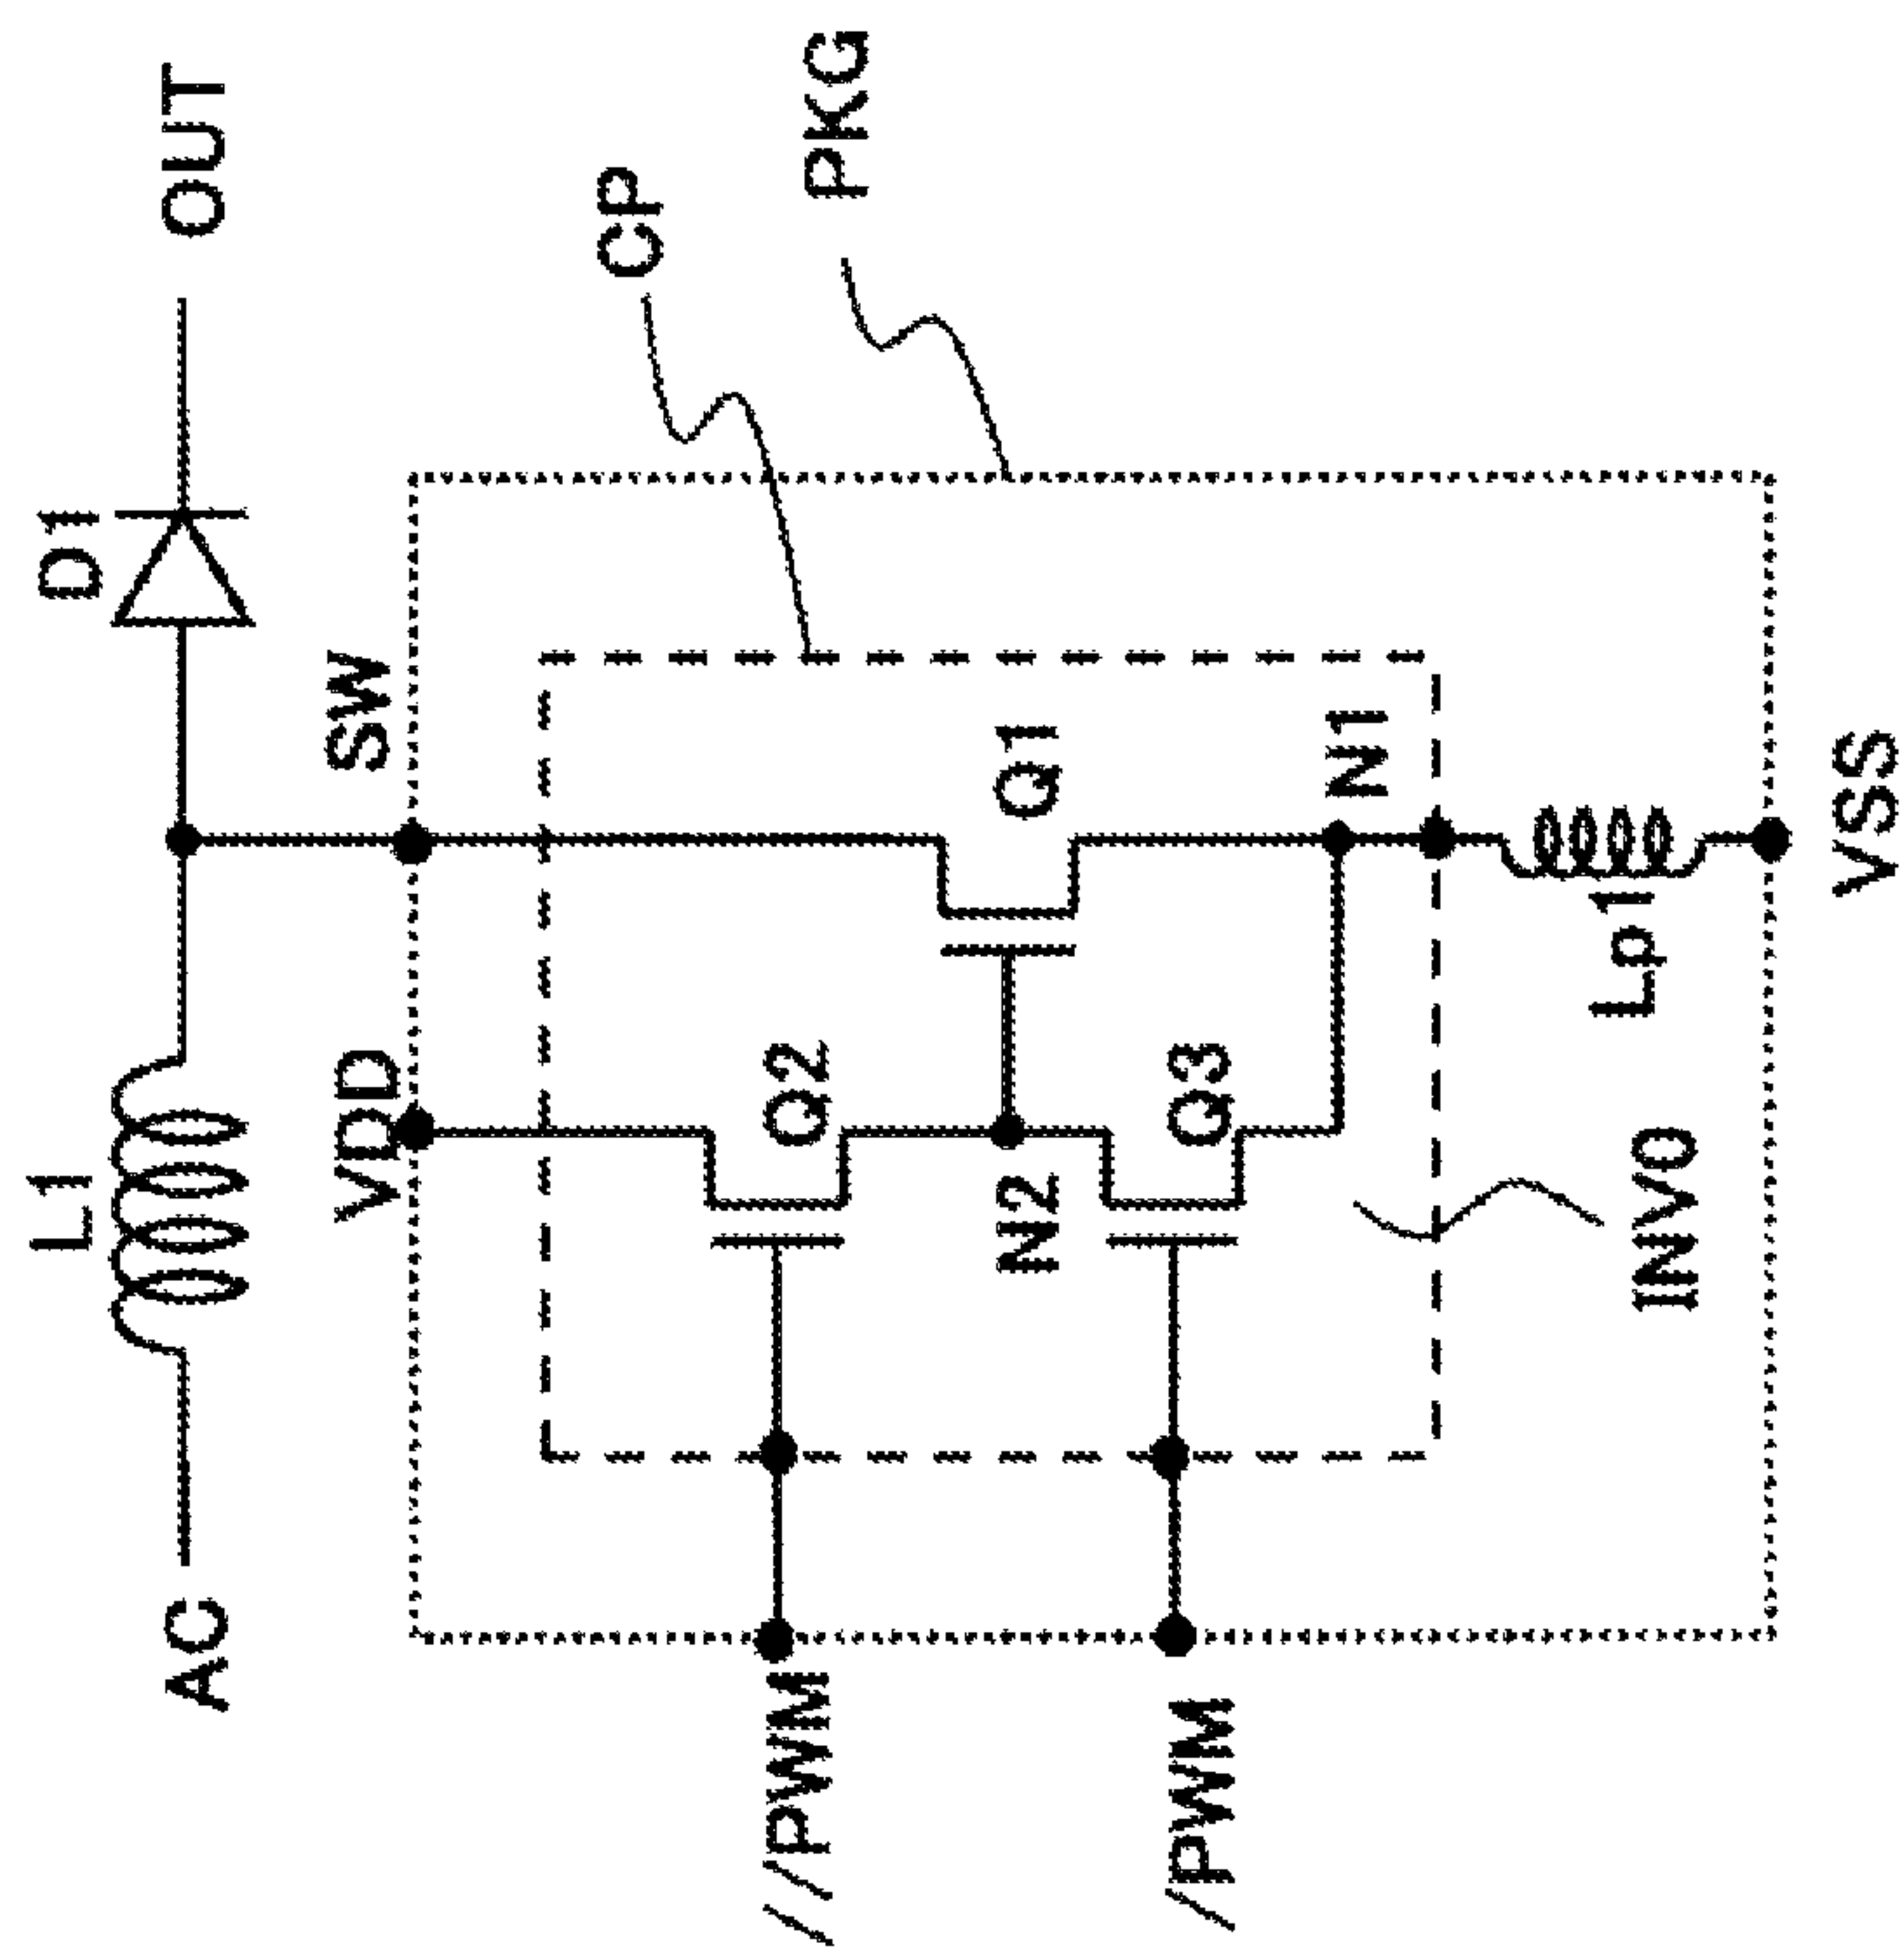 L1
D1
AC
OUT
VDD
SW
CP
PKG
//PWM
Q2
N2
Q1
/PWM
Q3
N1
INV0
Lp1
VSS